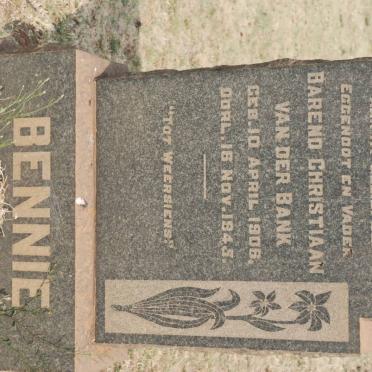 EGGENOOT EN VADER
BAREND CHRISTIAAN
VAN DER BANK
GEB. 10 APRIL 1906.
OORL. 16 NOV. 1943.
"TOT WEERSIENS."
BENNIE